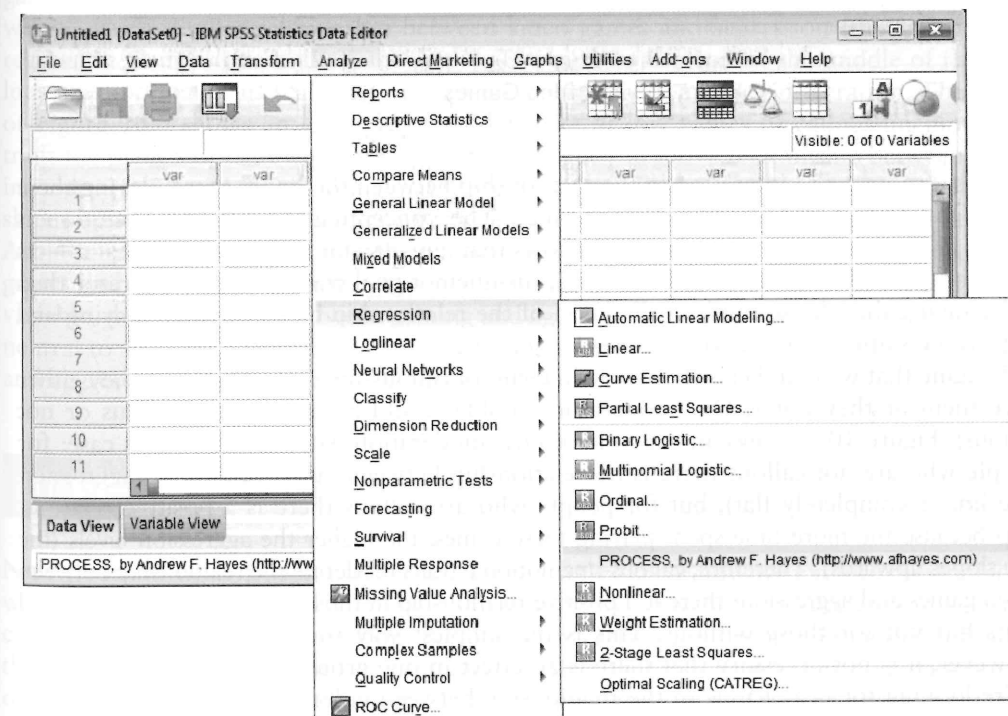 Untitled1 [DataSet0] - IBM SPSS Statistics Data Editor
File Edit View Data Transform Analyze Direct Marketing Graphs Utilities Add-ons Window Help
Visible: 0 of 0 Variables
var var var var var var
1
2
3
4
5
6
7
8
9
10
11
Data View Variable View
PROCESS, by Andrew F. Hayes (http://ww
Reports
Descriptive Statistics
Tables
Compare Means
General Linear Model
Generalized Linear Models
Mixed Models
Correlate
Regression
Loglinear
Neural Networks
Classify
Dimension Reduction
Scale
Nonparametric Tests
Forecasting
Survival
Multiple Response
Missing Value Analysis...
Multiple Imputation
Complex Samples
Quality Control
ROC Curve...
Automatic Linear Modeling...
Linear...
Curve Estimation...
Partial Least Squares...
Binary Logistic...
Multinomial Logistic...
Ordinal...
Probit...
PROCESS, by Andrew F. Hayes (http://www.afhayes.com)
Nonlinear...
Weight Estimation...
2-Stage Least Squares...
Optimal Scaling (CATREG)...